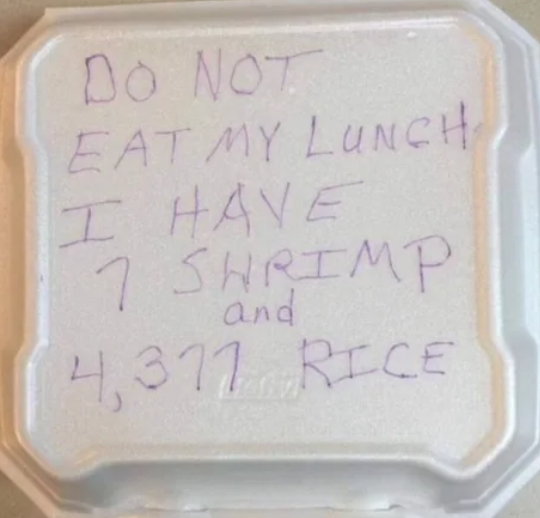 DO NOT
EAT MY LUNCH
I HAVE
7 SHRIMP
and
4,377 RICE